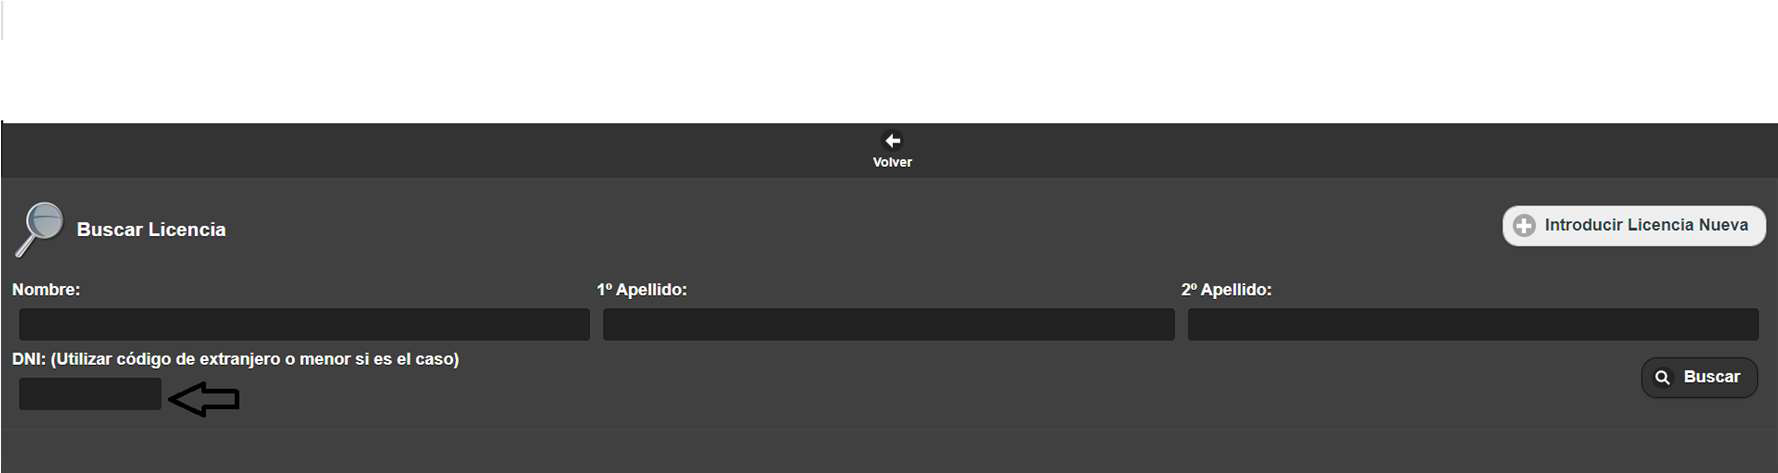 Volver
Buscar Licencia
Introducir Licencia Nueva
Nombre:
1º Apellido:
2º Apellido:
DNI: (Utilizar código de extranjero o menor si es el caso)
Buscar